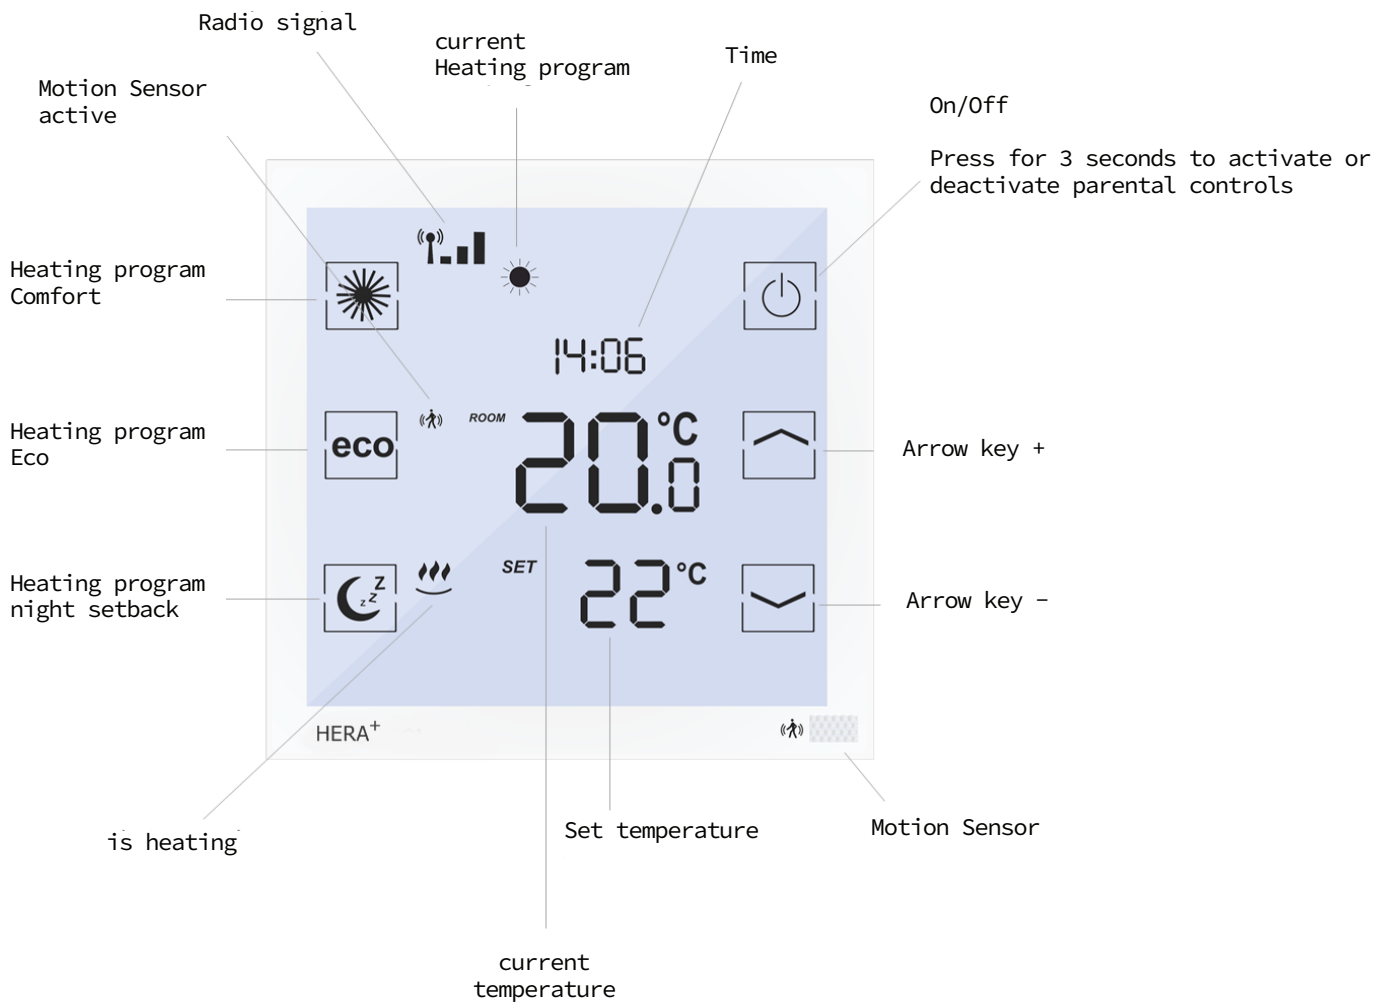 Radio signal
current
Heating program
Time
Motion Sensor
active
On/Off
Press for 3 seconds to activate or
deactivate parental controls
Heating program
Comfort
14:06
Heating program
Eco
eco
ROOM
20.0
°C
Arrow key +
Heating program
night setback
z z Z
SET
22
°C
Arrow key −
HERA+
is heating
Set temperature
Motion Sensor
current
temperature